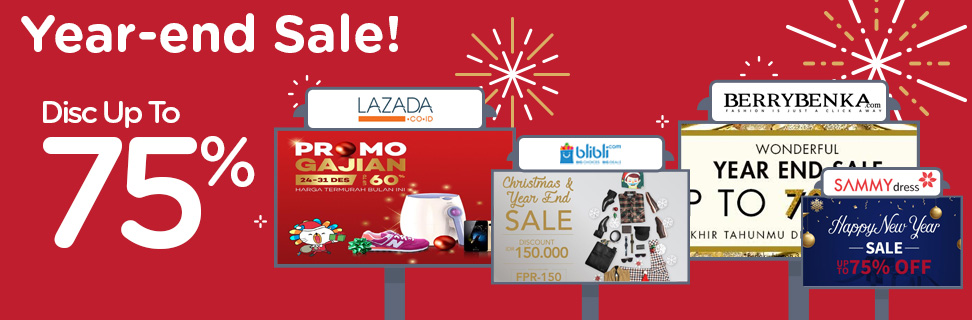 Year-end Sale!
Disc Up To
75%
LAZADA
.CO.ID
PROMO
GAJIAN
24-31 DES
60%
HARGA TERMURAH BULAN INI
blibli.com
BIG CHOICES BIG DEALS
Christmas &
Year End
SALE
DISCOUNT
150.000
FPR-150
BERRYBENKA.com
FASHION IS JUST A CLICK AWAY
WONDERFUL
YEAR END SALE
P TO 7
KHIR TAHUNMU D
SAMMY dress
Happy New Year
SALE
UP TO 75% OFF